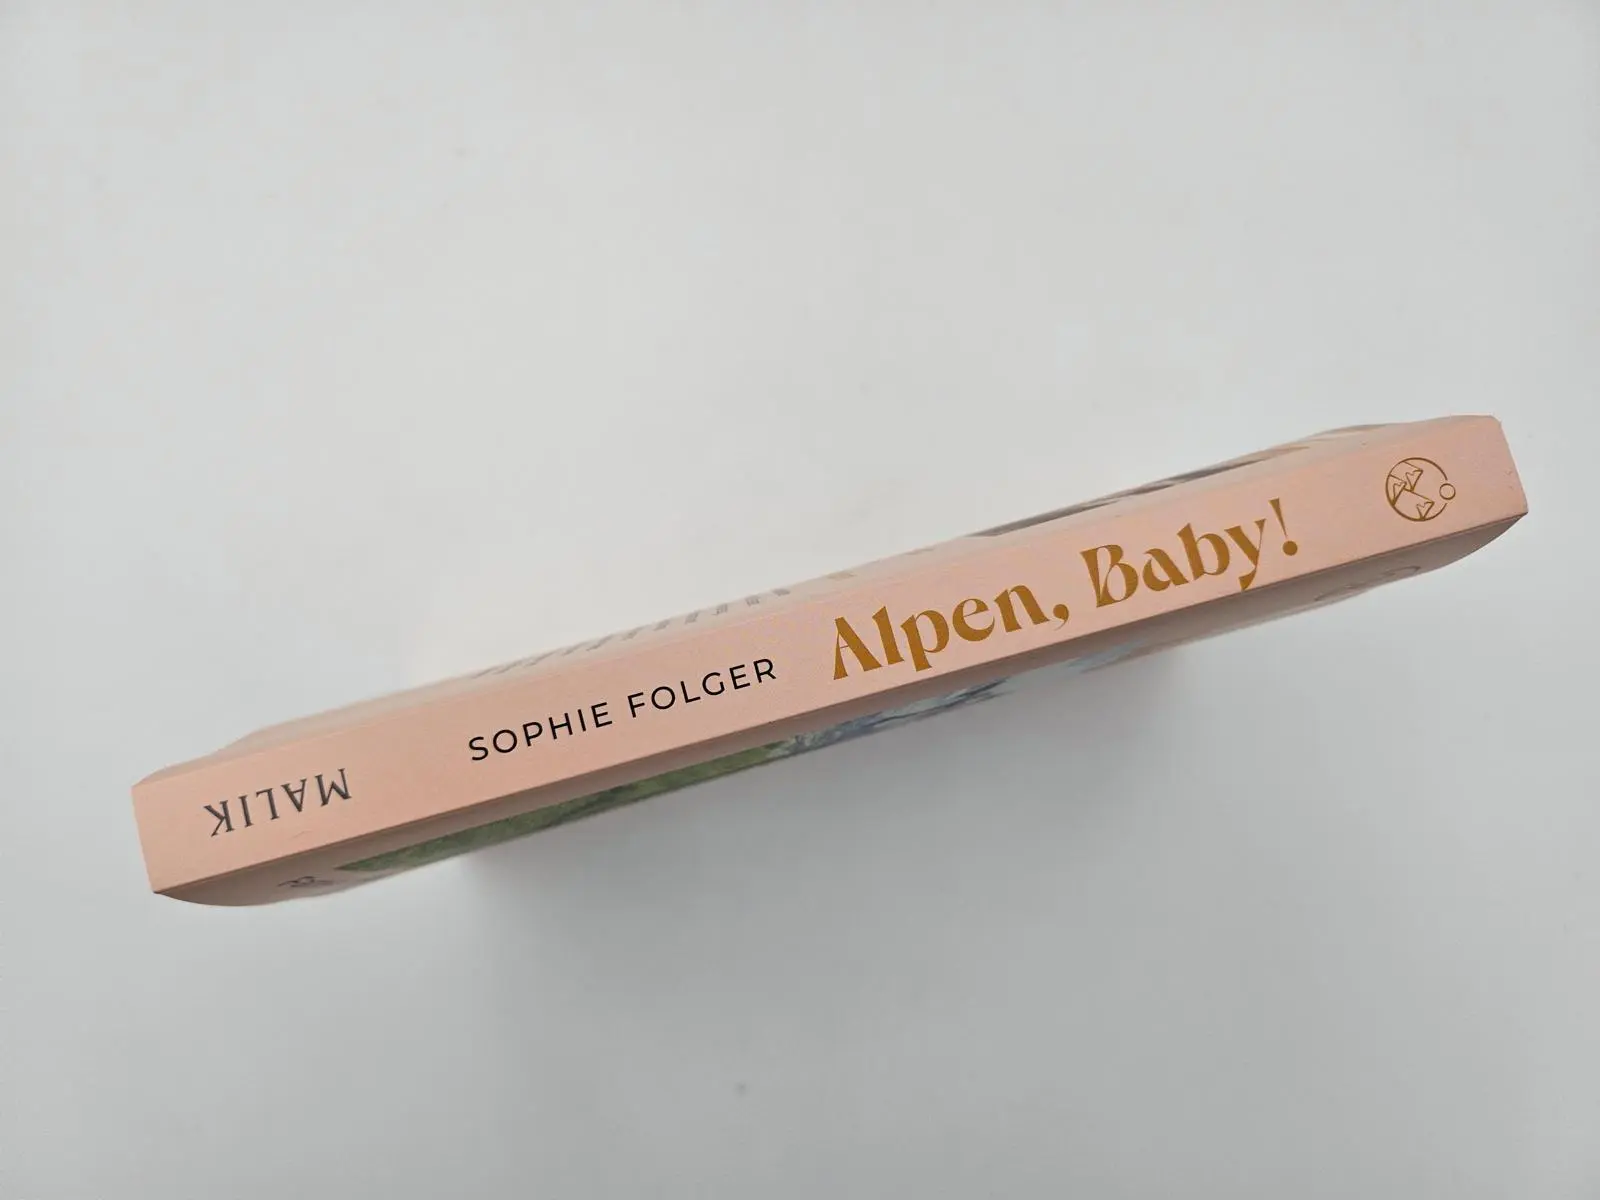 MALIK
SOPHIE FOLGER
Alpen, Baby!